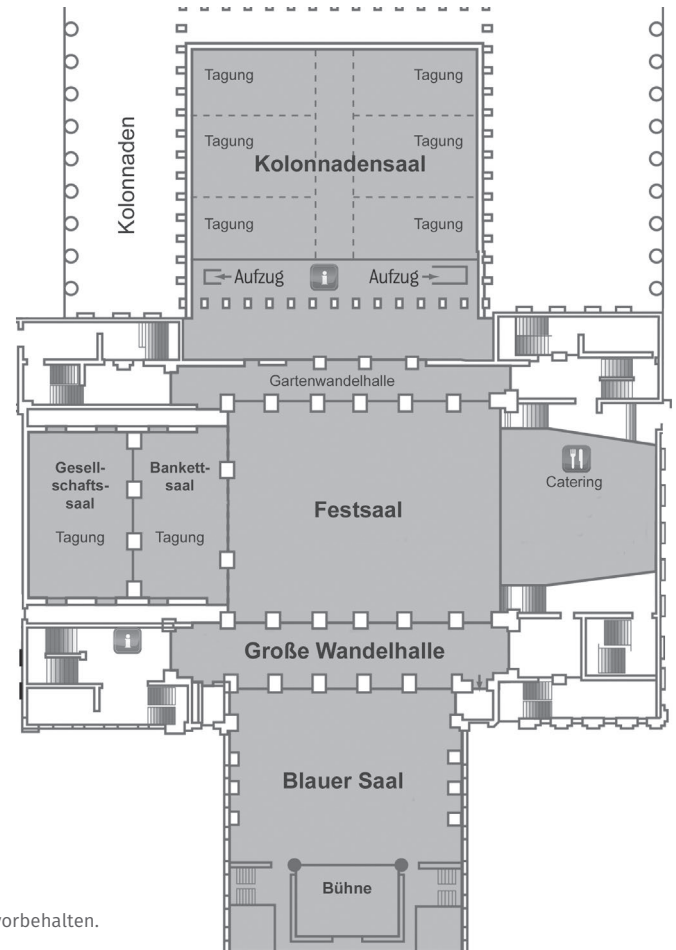 Tagung
Tagung
Kolonnaden
Tagung
Tagung
Kolonnadensaal
Tagung
Tagung
Aufzug
i
Aufzug
Gartenwandelhalle
Gesell-
schafts-
saal
Tagung
Bankett-
saal
Tagung
Festsaal
Catering
i
Große Wandelhalle
Blauer Saal
Bühne
vorbehalten.